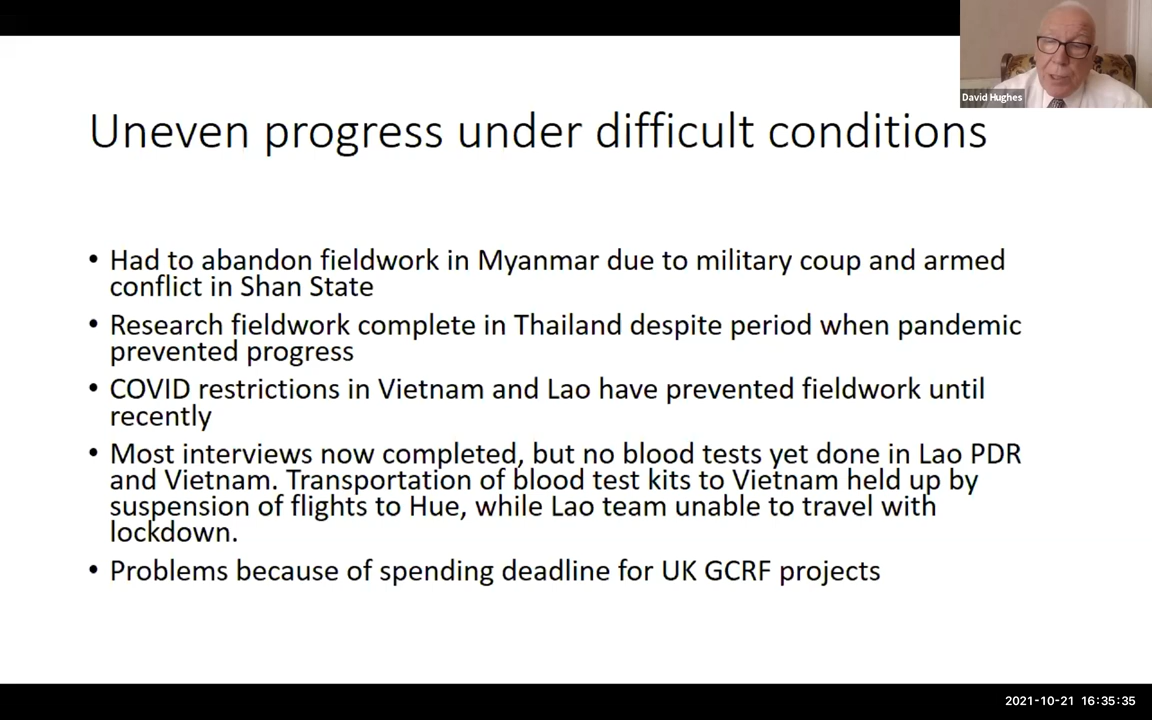 David Hughes
Uneven progress under difficult conditions
• Had to abandon fieldwork in Myanmar due to military coup and armed
conflict in Shan State
• Research fieldwork complete in Thailand despite period when pandemic
prevented progress
• COVID restrictions in Vietnam and Lao have prevented fieldwork until
recently
• Most interviews now completed, but no blood tests yet done in Lao PDR
and Vietnam. Transportation of blood test kits to Vietnam held up by
suspension of flights to Hue, while Lao team unable to travel with
lockdown.
• Problems because of spending deadline for UK GCRF projects
2021-10-21 16:35:35